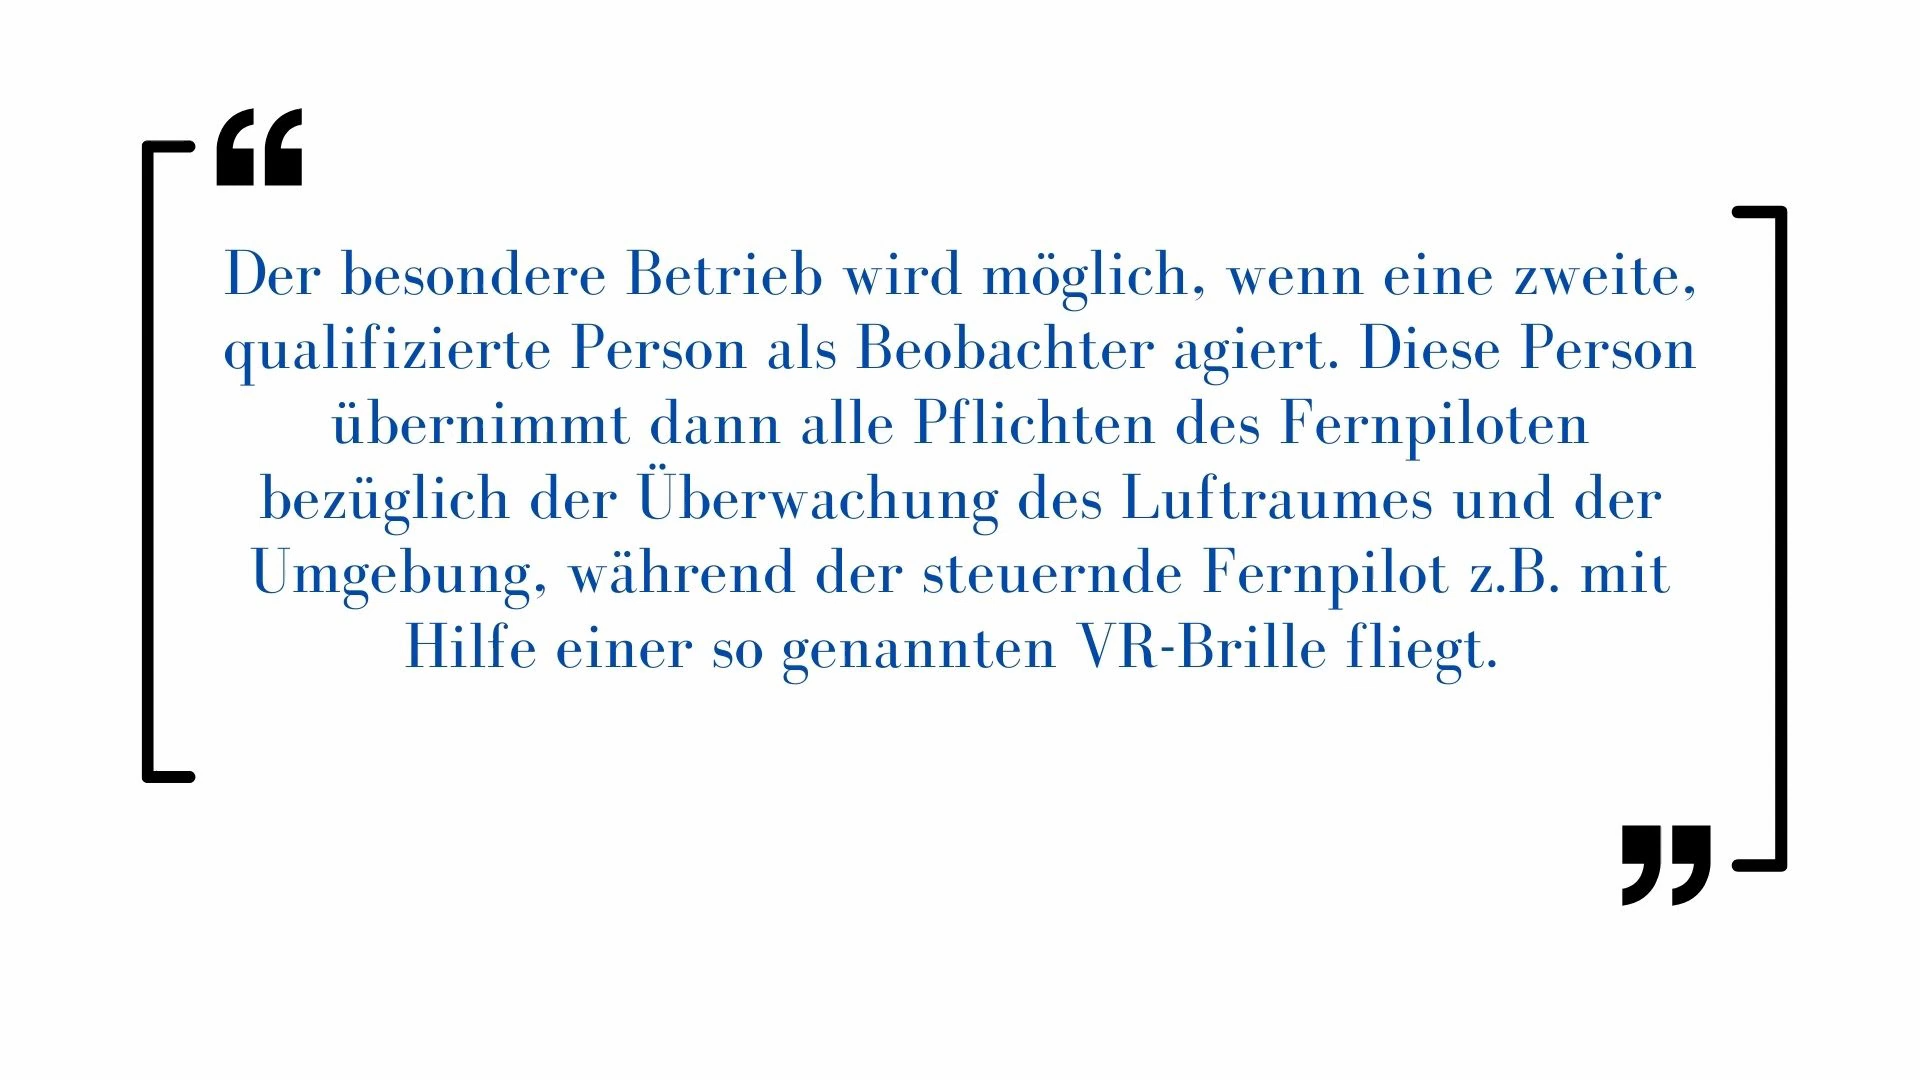 “
Der besondere Betrieb wird möglich, wenn eine zweite,
qualifizierte Person als Beobachter agiert. Diese Person
übernimmt dann alle Pflichten des Fernpiloten
bezüglich der Überwachung des Luftraumes und der
Umgebung, während der steuernde Fernpilot z.B. mit
Hilfe einer so genannten VR-Brille fliegt.
”